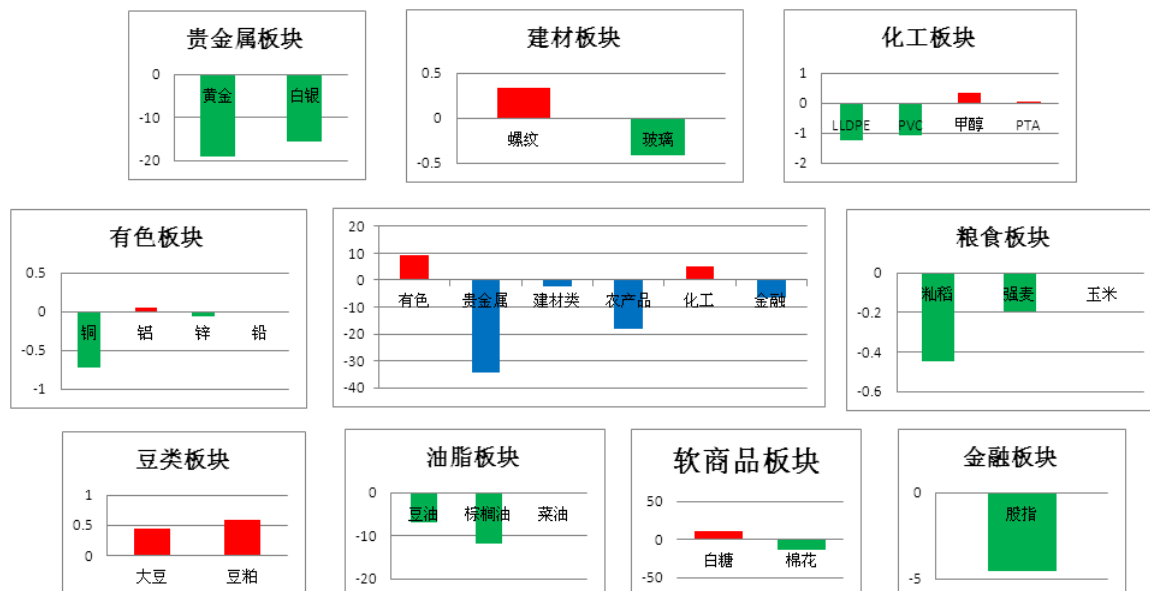 贵金属板块
0
-10
-20
黄金
白银
建材板块
0.5
0
-0.5
螺纹
玻璃
化工板块
1
0
-1
-2
LLDPE
PVC
甲醇
PTA
有色板块
0.5
0
-0.5
-1
铜
铝
锌
铅
20
10
0
-10
-20
-30
-40
有色
贵金属
建材类
农产品
化工
金融
粮食板块
0
-0.2
-0.4
-0.6
籼稻
强麦
玉米
豆类板块
1
0.5
0
大豆
豆粕
油脂板块
0
-10
-20
豆油
棕榈油
菜油
软商品板块
50
0
-50
白糖
棉花
金融板块
0
-5
股指